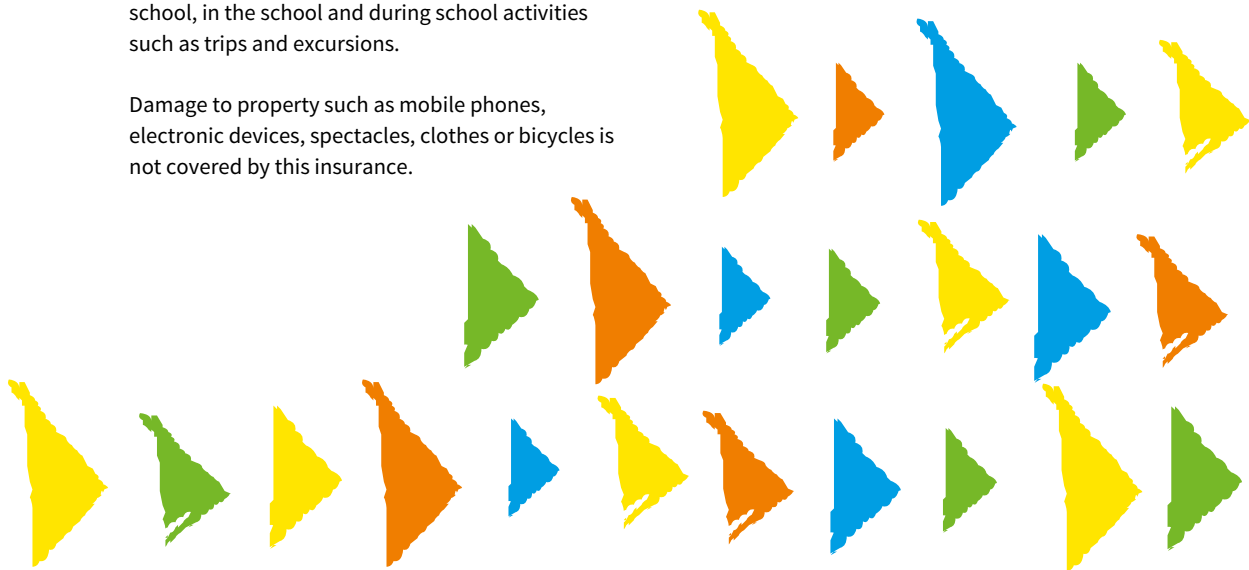 school, in the school and during school activities
such as trips and excursions.
Damage to property such as mobile phones,
electronic devices, spectacles, clothes or bicycles is
not covered by this insurance.